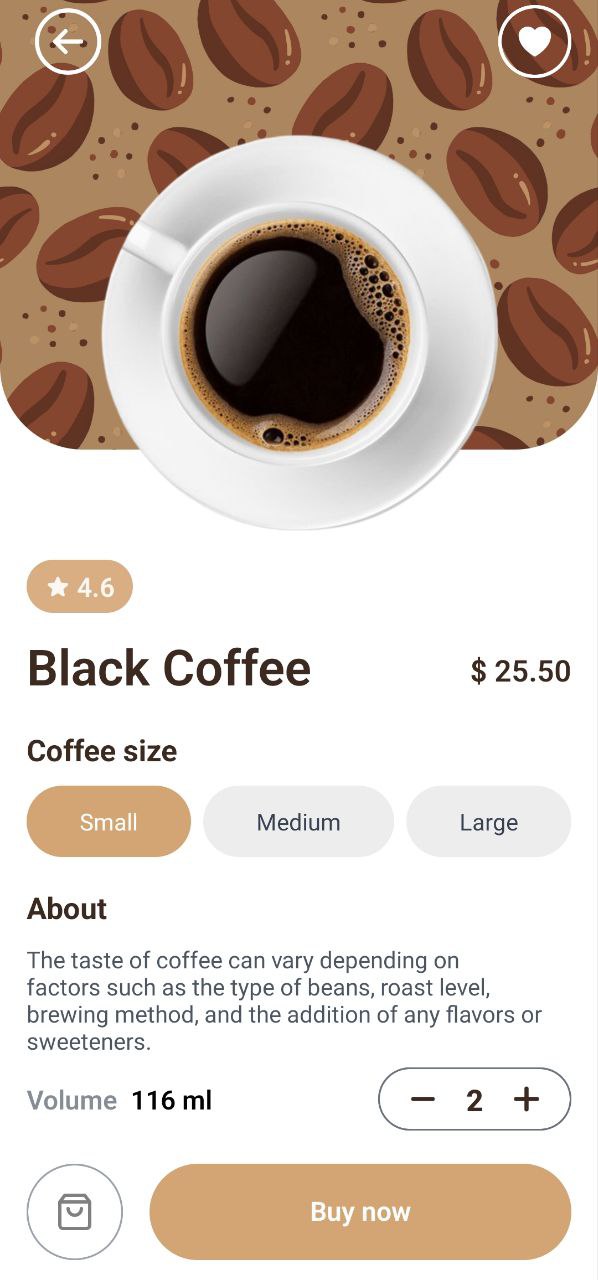 4.6
Black Coffee
$ 25.50
Coffee size
Small
Medium
Large
About
The taste of coffee can vary depending on
factors such as the type of beans, roast level,
brewing method, and the addition of any flavors or
sweeteners.
Volume 116 ml
2
Buy now